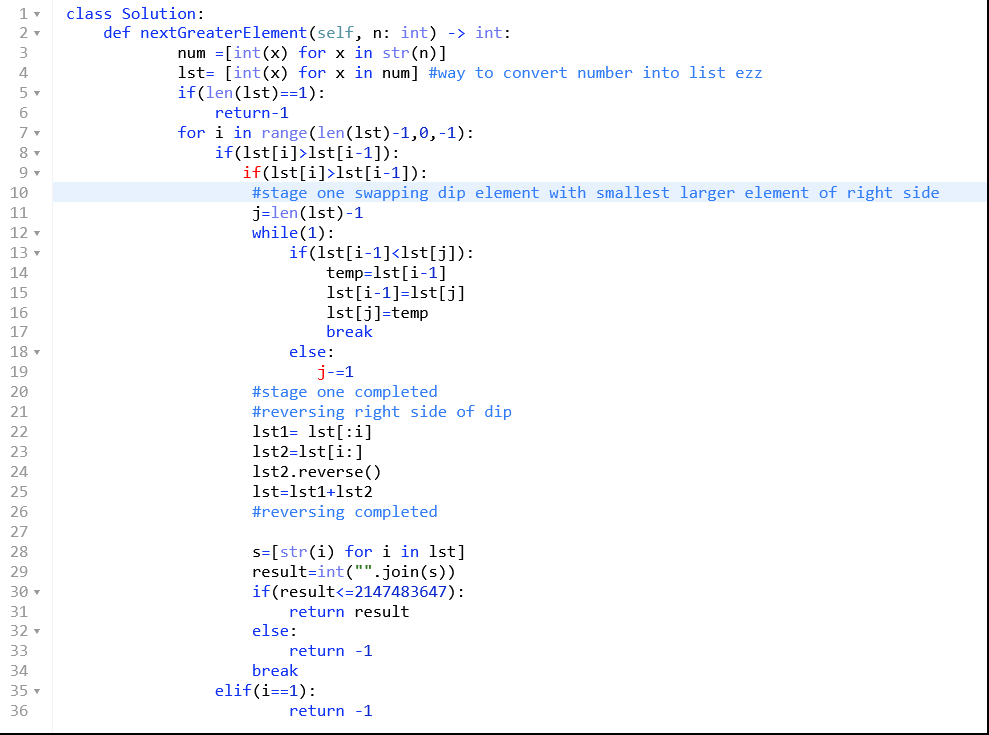 1 class Solution:
2 def nextGreaterElement(self, n: int) -> int:
3 num =[int(x) for x in str(n)]
4 lst= [int(x) for x in num] #way to convert number into list ezz
5 if(len(lst)==1):
6 return-1
7 for i in range(len(lst)-1,0,-1):
8 if(lst[i]>lst[i-1]):
9 if(lst[i]>lst[i-1]):
10 #stage one swapping dip element with smallest larger element of right side
11 j=len(lst)-1
12 while(1):
13 if(lst[i-1]<lst[j]):
14 temp=lst[i-1]
15 lst[i-1]=lst[j]
16 lst[j]=temp
17 break
18 else:
19 j-=1
20 #stage one completed
21 #reversing right side of dip
22 lst1= lst[:i]
23 lst2=lst[i:]
24 lst2.reverse()
25 lst=lst1+lst2
26 #reversing completed
27
28 s=[str(i) for i in lst]
29 result=int("".join(s))
30 if(result<=2147483647):
31 return result
32 else:
33 return -1
34 break
35 elif(i==1):
36 return -1